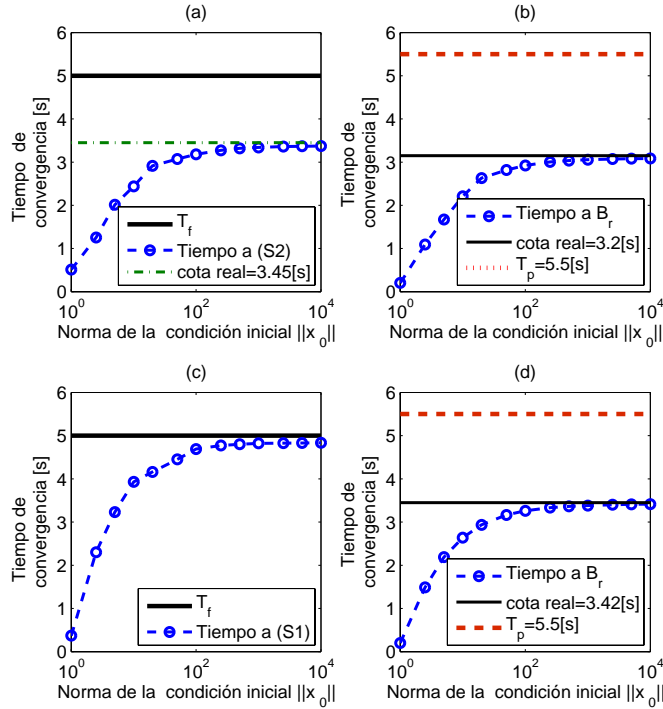 (a)
6
5
4
3
2
1
0
Tiempo de
convergencia [s]
T_f
Tiempo a (S2)
cota real=3.45[s]
10^0
10^2
10^4
Norma de la condición inicial ||x_0||
(b)
6
5
4
3
2
1
0
Tiempo de
convergencia [s]
Tiempo a B_r
cota real=3.2[s]
T_p=5.5[s]
10^0
10^2
10^4
Norma de la condición inicial ||x_0||
(c)
6
5
4
3
2
1
0
Tiempo de
convergencia [s]
T_f
Tiempo a (S1)
10^0
10^2
10^4
Norma de la condición inicial ||x_0||
(d)
6
5
4
3
2
1
0
Tiempo de
convergencia [s]
Tiempo a B_r
cota real=3.42[s]
T_p=5.5[s]
10^0
10^2
10^4
Norma de la condición inicial ||x_0||